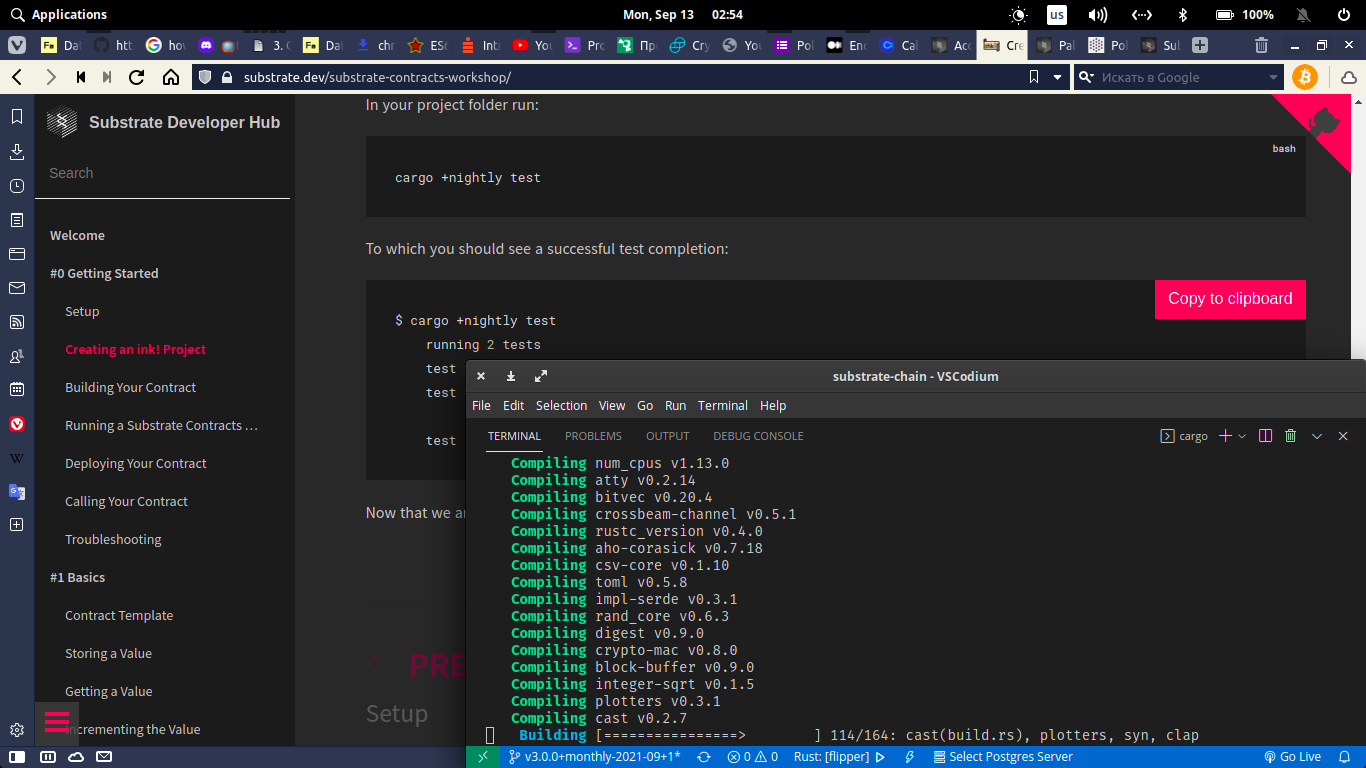 Applications
Mon, Sep 13 02:54
us
100%
Dat
htt
how
3. C
Dal
chr
ESC
Int
You
Pro
Про
Cry
You
Pol
Enc
Cal
Acc
Cre
Pal
Pol
Sub
substrate.dev/substrate-contracts-workshop/
Искать в Google
Substrate Developer Hub
Search
Welcome
#0 Getting Started
Setup
Creating an ink! Project
Building Your Contract
Running a Substrate Contracts …
Deploying Your Contract
Calling Your Contract
Troubleshooting
#1 Basics
Contract Template
Storing a Value
Getting a Value
Incrementing the Value
In your project folder run:
bash
cargo +nightly test
To which you should see a successful test completion:
Copy to clipboard
$ cargo +nightly test
running 2 tests
test
test
test
Now that we ar
PRE
Setup
substrate-chain - VSCodium
File Edit Selection View Go Run Terminal Help
TERMINAL PROBLEMS OUTPUT DEBUG CONSOLE
cargo
Compiling num_cpus v1.13.0
Compiling atty v0.2.14
Compiling bitvec v0.20.4
Compiling crossbeam-channel v0.5.1
Compiling rustc_version v0.4.0
Compiling aho-corasick v0.7.18
Compiling csv-core v0.1.10
Compiling toml v0.5.8
Compiling impl-serde v0.3.1
Compiling rand_core v0.6.3
Compiling digest v0.9.0
Compiling crypto-mac v0.8.0
Compiling block-buffer v0.9.0
Compiling integer-sqrt v0.1.5
Compiling plotters v0.3.1
Compiling cast v0.2.7
Building [================> ] 114/164: cast(build.rs), plotters, syn, clap
v3.0.0+monthly-2021-09+1* 0 0 Rust: [flipper] Select Postgres Server Go Live